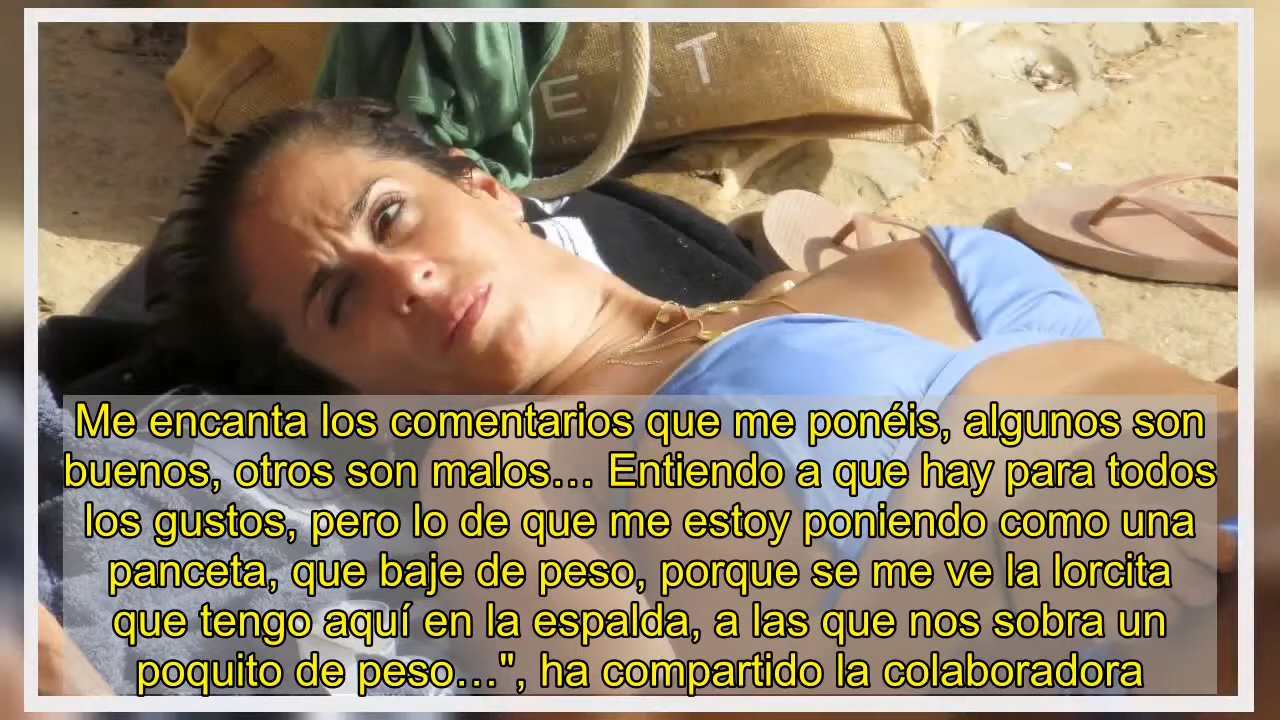 E A T
Me encanta los comentarios que me ponéis, algunos son
buenos, otros son malos… Entiendo a que hay para todos
los gustos, pero lo de que me estoy poniendo como una
panceta, que baje de peso, porque se me ve la lorcita
que tengo aquí en la espalda, a las que nos sobra un
poquito de peso…", ha compartido la colaboradora